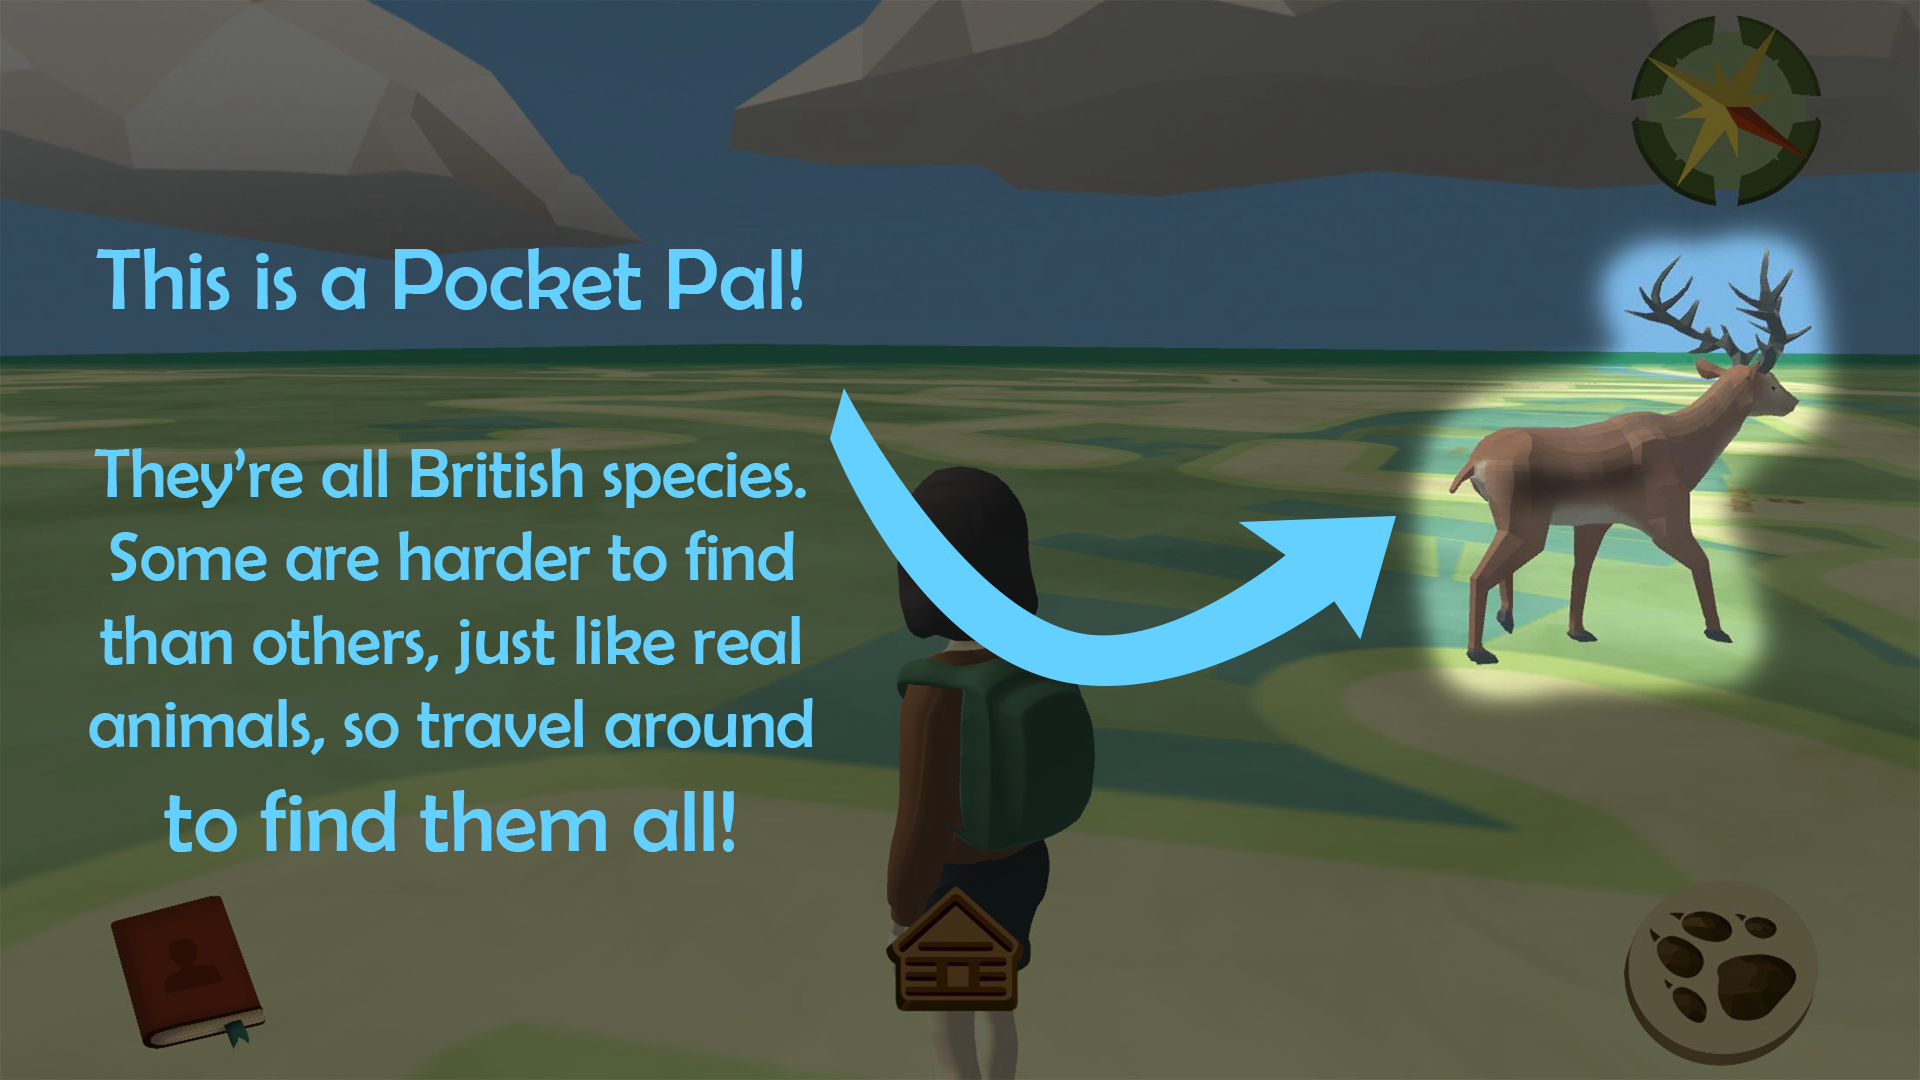 This is a Pocket Pal!
They’re all British species.
Some are harder to find
than others, just like real
animals, so travel around
to find them all!